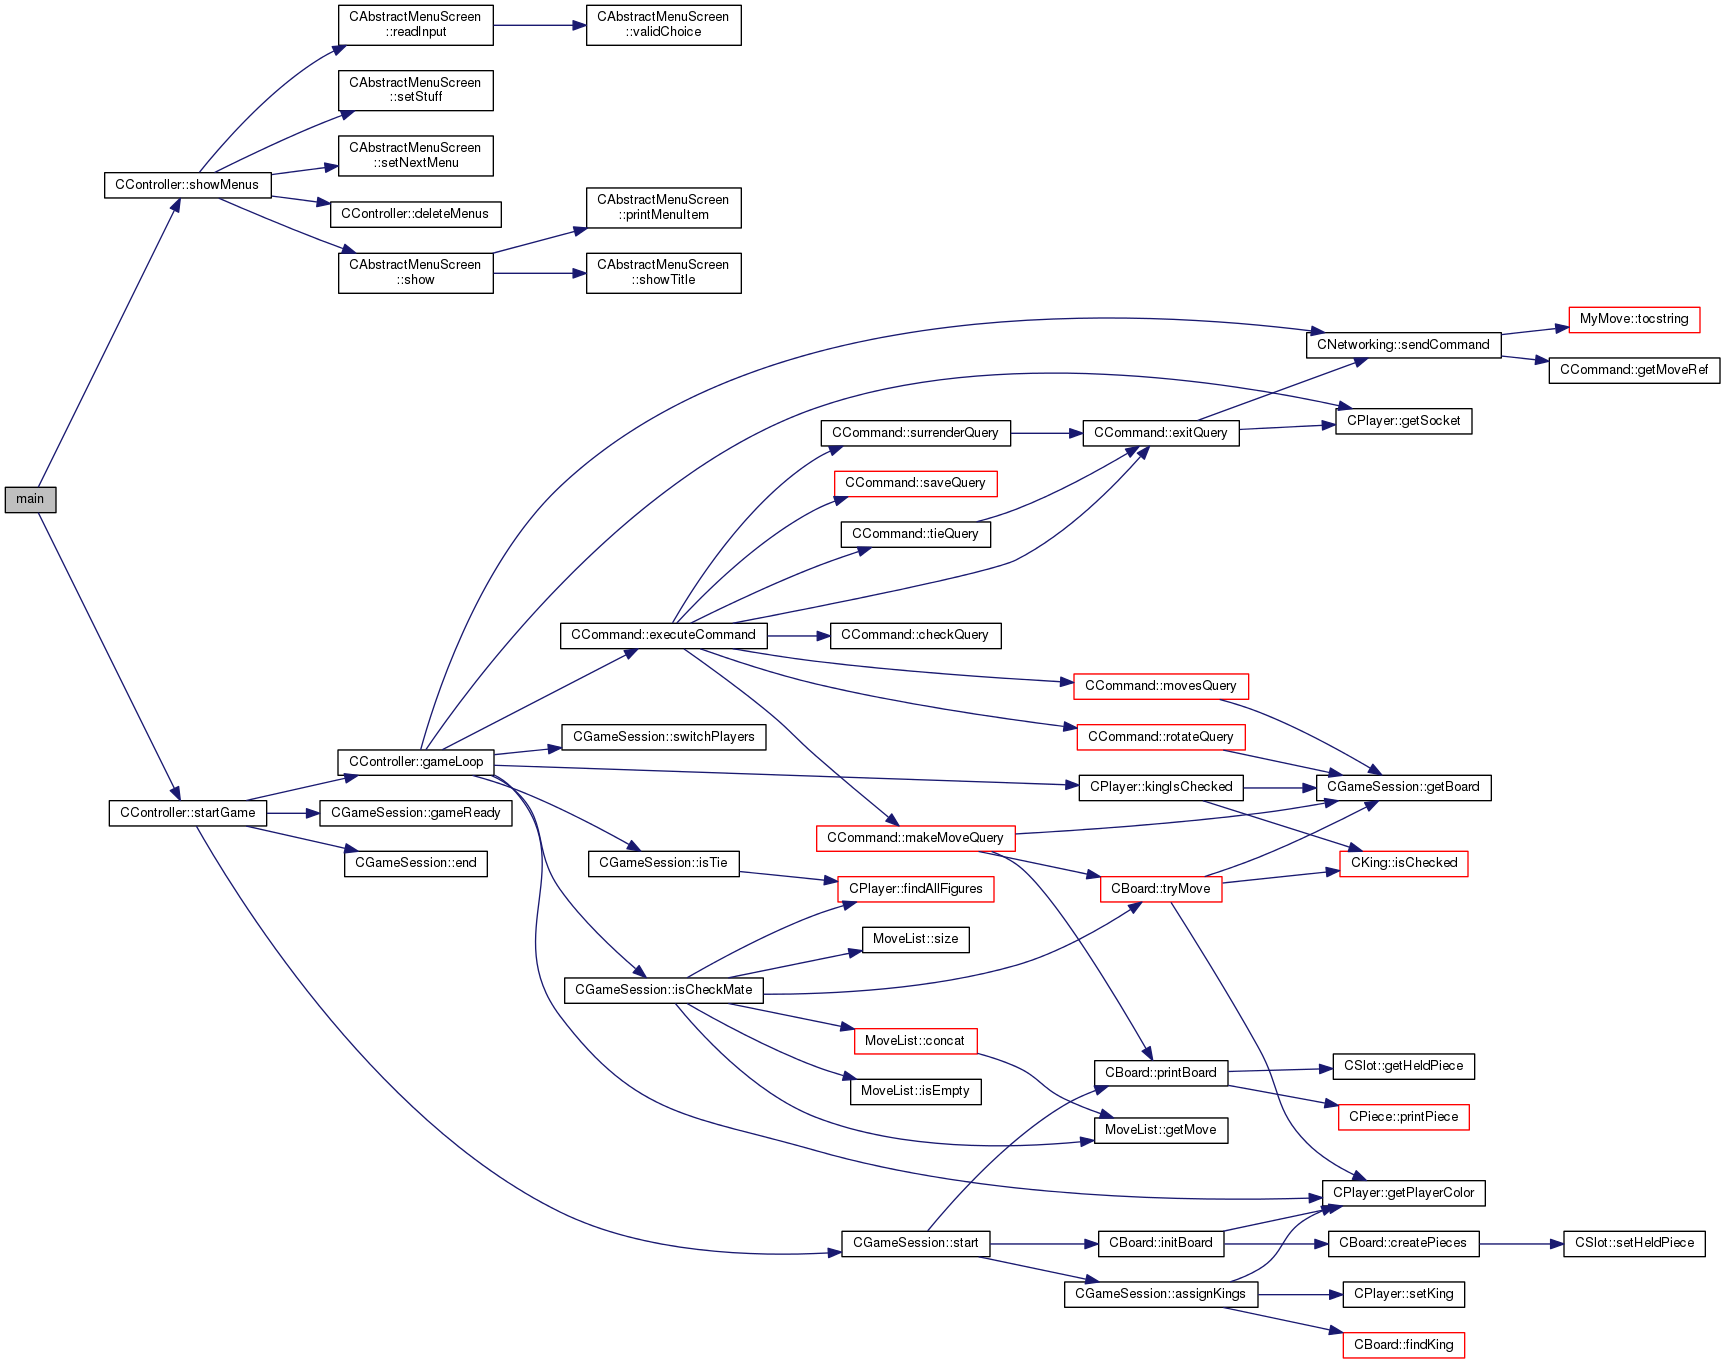 CAbstractMenuScreen
::readInput
CAbstractMenuScreen
::validChoice
CAbstractMenuScreen
::setStuff
CAbstractMenuScreen
::setNextMenu
CController::showMenus
CController::deleteMenus
CAbstractMenuScreen
::printMenuItem
CAbstractMenuScreen
::show
CAbstractMenuScreen
::showTitle
MyMove::tocstring
CNetworking::sendCommand
CCommand::getMoveRef
CPlayer::getSocket
CCommand::surrenderQuery
CCommand::exitQuery
CCommand::saveQuery
main
CCommand::tieQuery
CCommand::executeCommand
CCommand::checkQuery
CCommand::movesQuery
CGameSession::switchPlayers
CCommand::rotateQuery
CController::gameLoop
CPlayer::kingIsChecked
CGameSession::getBoard
CController::startGame
CGameSession::gameReady
CCommand::makeMoveQuery
CGameSession::end
CGameSession::isTie
CKing::isChecked
CPlayer::findAllFigures
CBoard::tryMove
MoveList::size
CGameSession::isCheckMate
MoveList::concat
CSlot::getHeldPiece
CBoard::printBoard
MoveList::isEmpty
CPiece::printPiece
MoveList::getMove
CPlayer::getPlayerColor
CGameSession::start
CBoard::initBoard
CBoard::createPieces
CSlot::setHeldPiece
CGameSession::assignKings
CPlayer::setKing
CBoard::findKing